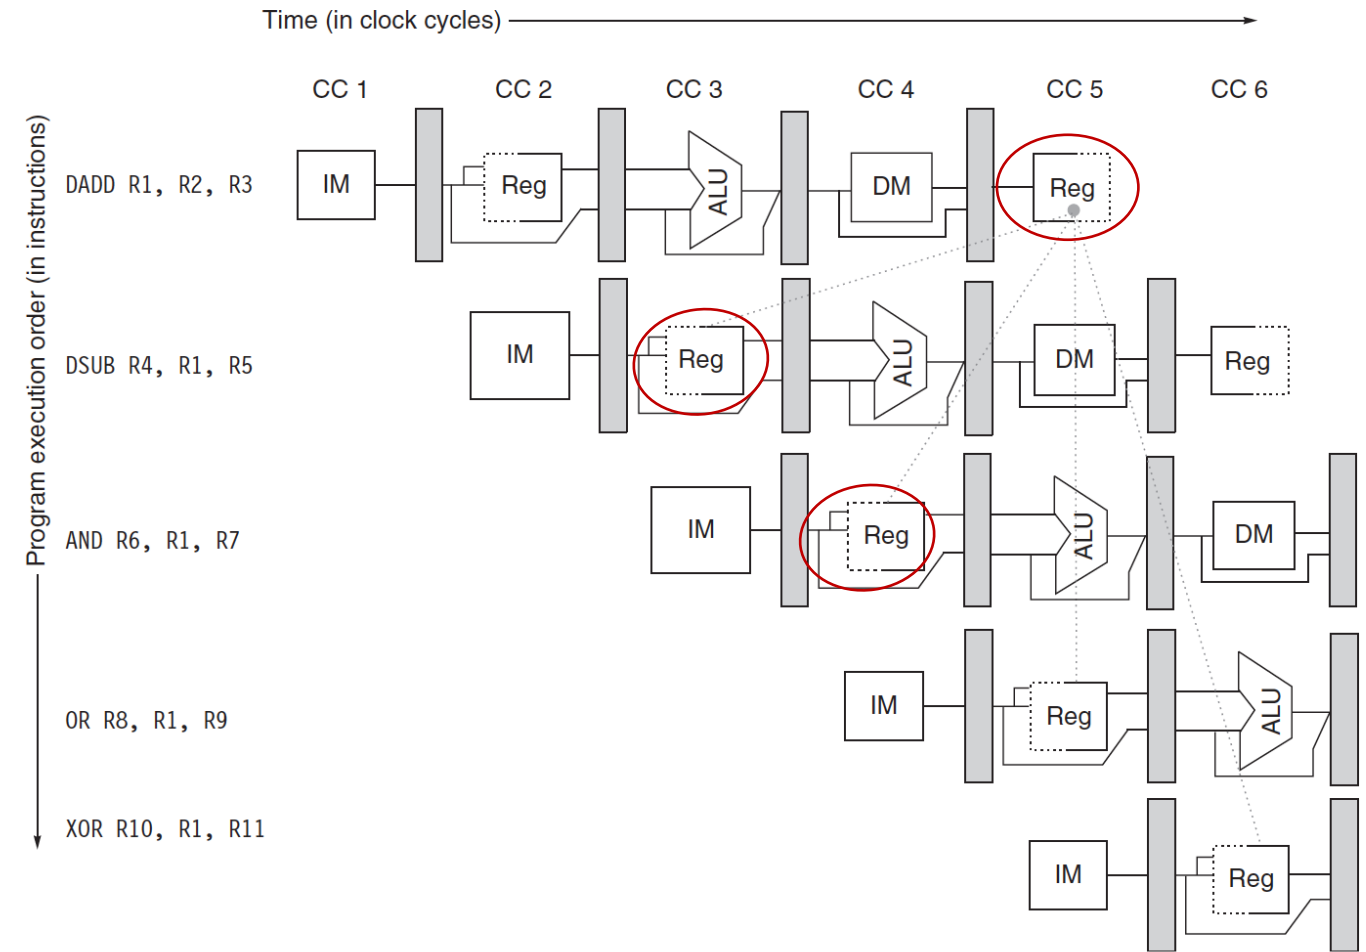 Time (in clock cycles)
CC 1 CC 2 CC 3 CC 4 CC 5 CC 6
Program execution order (in instructions)
DADD R1, R2, R3
IM Reg ALU DM Reg
DSUB R4, R1, R5
IM Reg ALU DM Reg
AND R6, R1, R7
IM Reg ALU DM
OR R8, R1, R9
IM Reg ALU
XOR R10, R1, R11
IM Reg